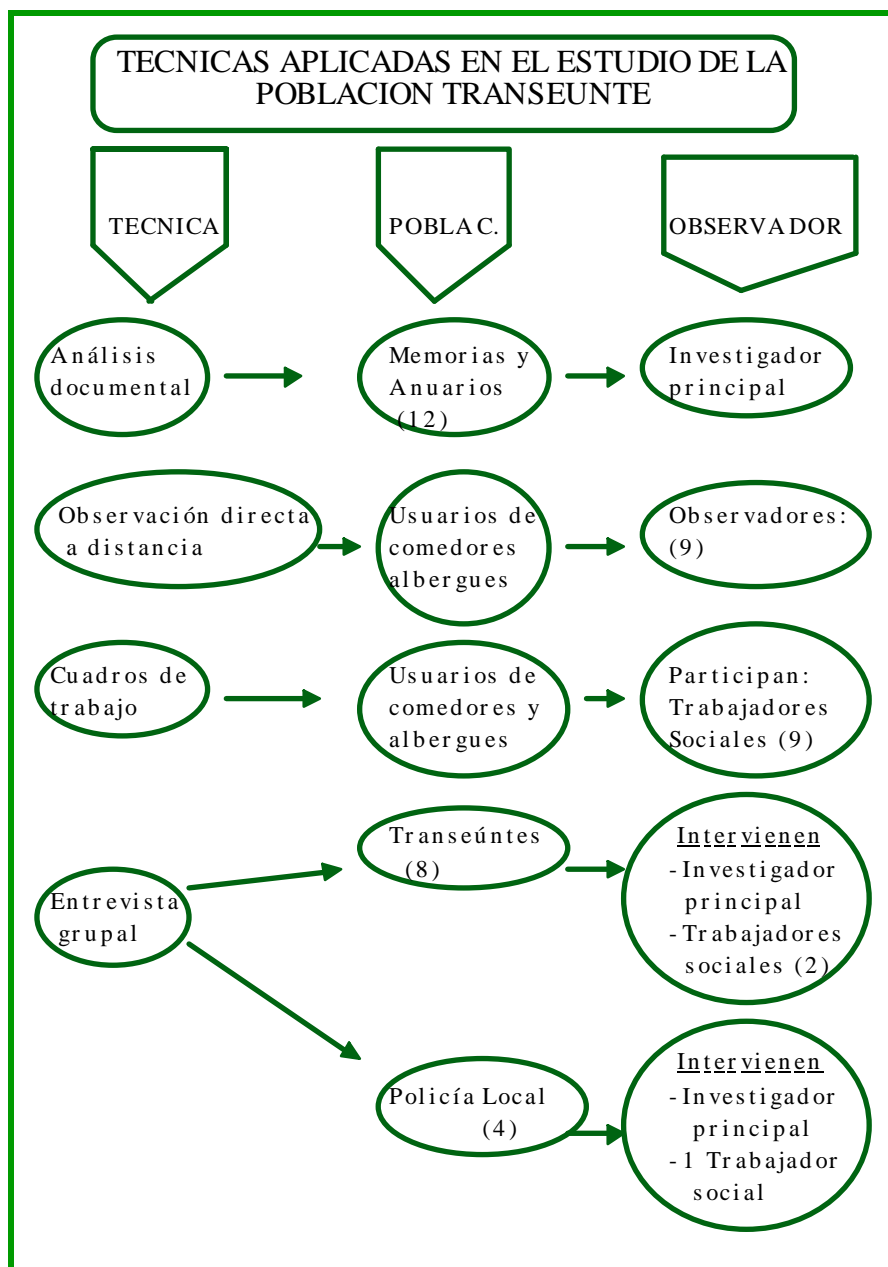 TECNICAS APLICADAS EN EL ESTUDIO DE LA
POBLACION TRANSEUNTE
TECNICA
POBLAC.
OBSERVADOR
Análisis
documental
Memorias y
Anuarios
(12)
Investigador
principal
Observación directa
a distancia
Usuarios de
comedores
albergues
Observadores:
(9)
Cuadros de
trabajo
Usuarios de
comedores y
albergues
Participan:
Trabajadores
Sociales (9)
Entrevista
grupal
Transeúntes
(8)
Intervienen
-Investigador
principal
-Trabajadores
sociales (2)
Policía Local
(4)
Intervienen
-Investigador
principal
-1 Trabajador
social